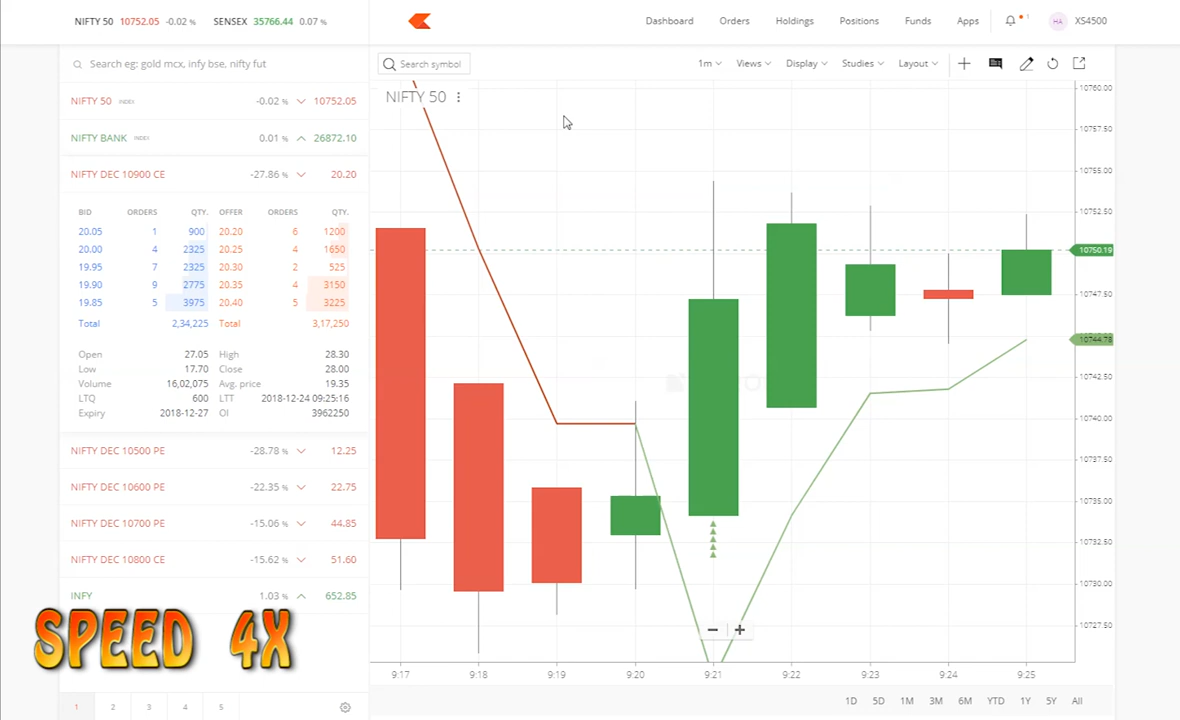 NIFTY 50 10752.05 -0.02 % SENSEX 35766.44 0.07 %
Dashboard Orders Holdings Positions Funds Apps 1 HA XS4500
Search eg: gold mcx, infy bse, nifty fut
NIFTY 50 INDEX -0.02 % 10752.05
NIFTY BANK INDEX 0.01 % 26872.10
NIFTY DEC 10900 CE -27.86 % 20.20
BID ORDERS QTY. OFFER ORDERS QTY.
20.05 1 900 20.20 6 1200
20.00 4 2325 20.25 4 1650
19.95 7 2325 20.30 2 525
19.90 9 2775 20.35 4 3150
19.85 5 3975 20.40 5 3225
Total 2,34,225 Total 3,17,250
Open 27.05 High 28.30
Low 17.70 Close 28.00
Volume 16,02,075 Avg. price 19.35
LTQ 600 LTT 2018-12-24 09:25:16
Expiry 2018-12-27 OI 3962250
NIFTY DEC 10500 PE -28.78 % 12.25
NIFTY DEC 10600 PE -22.35 % 22.75
NIFTY DEC 10700 PE -15.06 % 44.85
NIFTY DEC 10800 PE -15.62 % 51.60
INFY 1.03 % 652.85
SPEED 4X
1 2 3 4 5
Search symbol 1m Views Display Studies Layout
NIFTY 50
10760.00
10757.50
10755.00
10752.50
10750.19
10747.50
10744.78
10742.50
10740.00
10737.50
10735.00
10732.50
10730.00
10727.50
9:17 9:18 9:19 9:20 9:21 9:22 9:23 9:24 9:25
1D 5D 1M 3M 6M YTD 1Y 5Y All